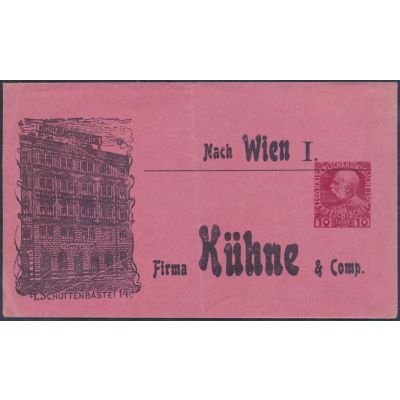 Nach Wien I.
10 10
Firma Kühne & Comp.
I. SCHOTTENBASTEI 14